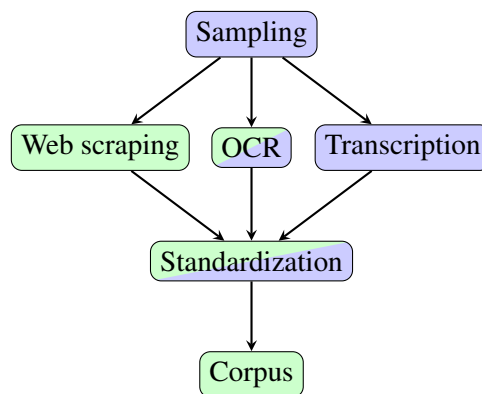 Sampling
Web scraping
OCR
Transcription
Standardization
Corpus